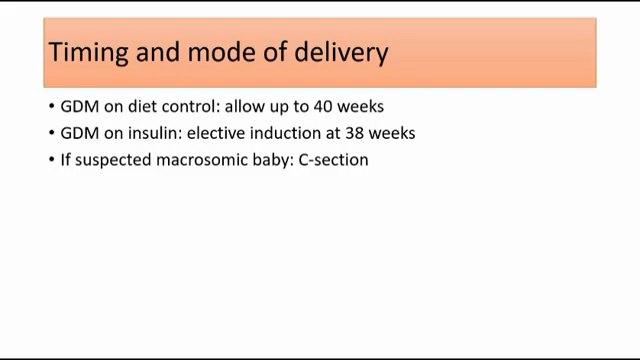 Timing and mode of delivery
• GDM on diet control: allow up to 40 weeks
• GDM on insulin: elective induction at 38 weeks
• If suspected macrosomic baby: C-section